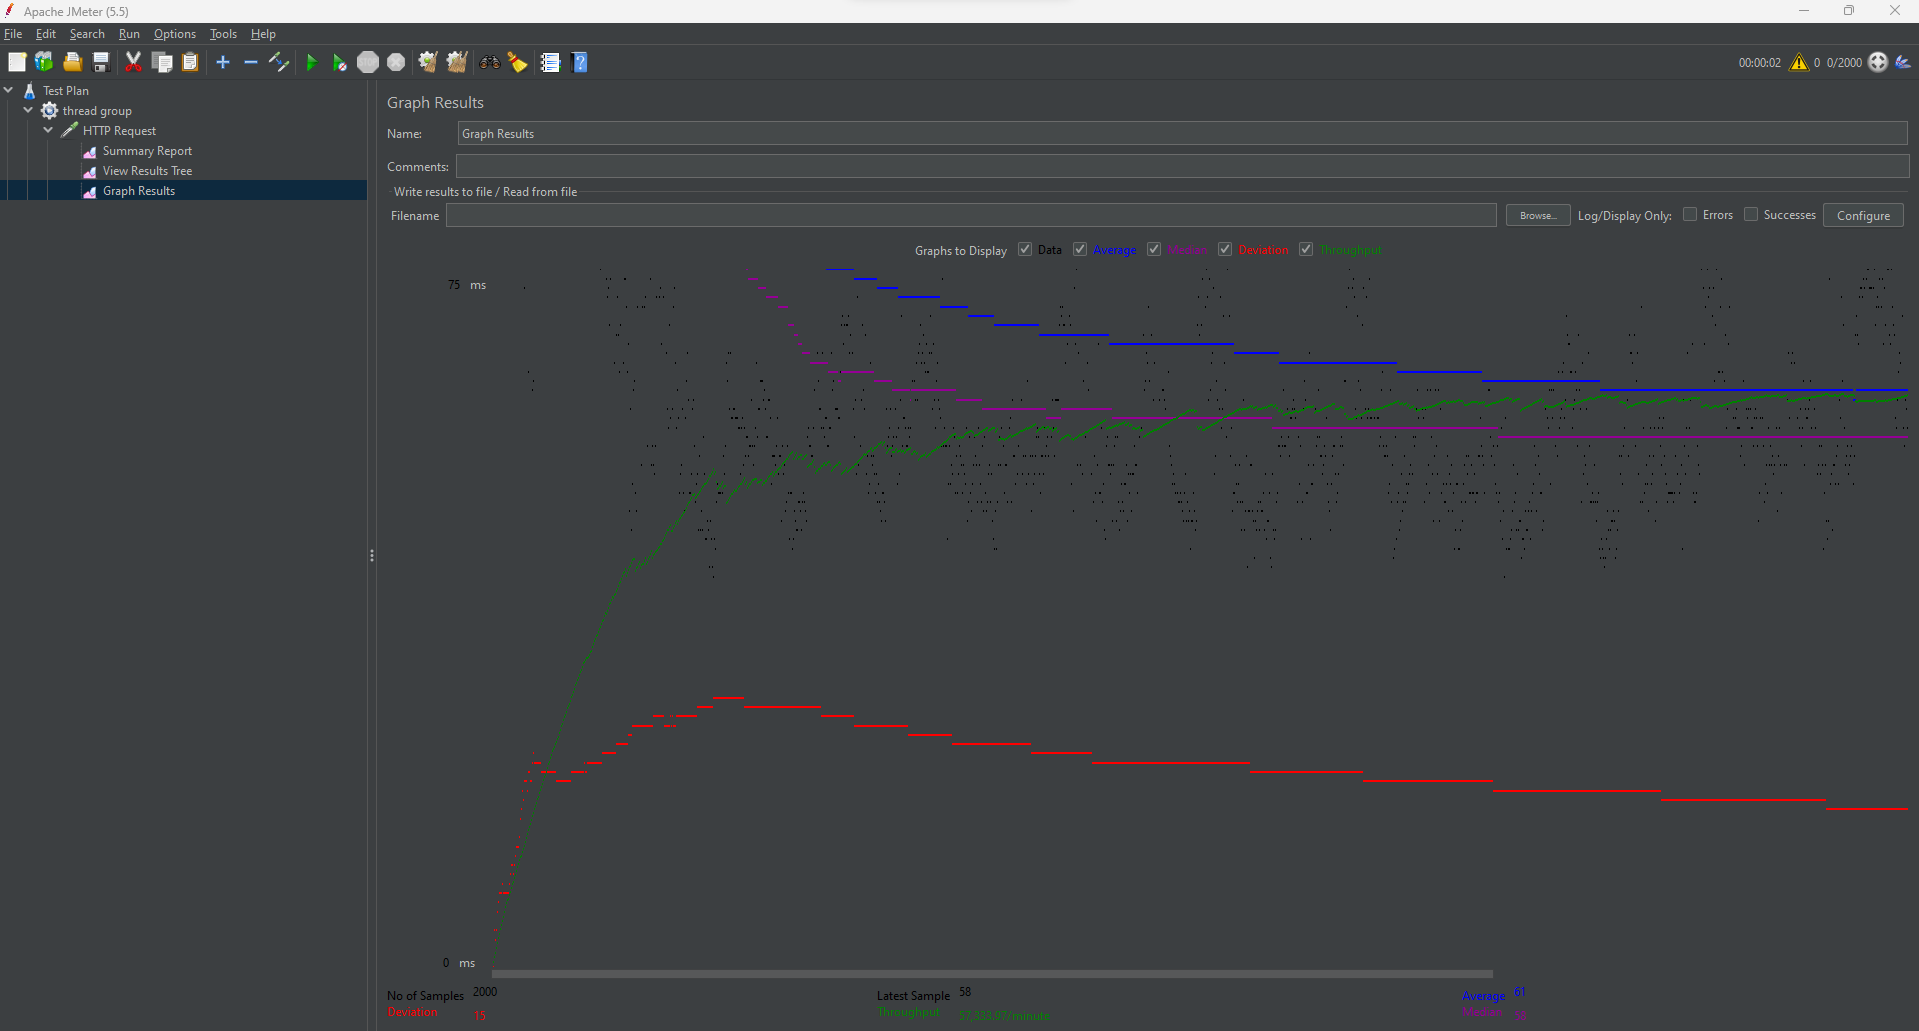 Apache JMeter (5.5)
File Edit Search Run Options Tools Help
00:00:02 0 0/2000
Test Plan
thread group
HTTP Request
Summary Report
View Results Tree
Graph Results
Graph Results
Name: Graph Results
Comments:
Write results to file / Read from file
Filename Browse... Log/Display Only: Errors Successes Configure
Graphs to Display Data Average Median Deviation Throughput
75 ms
0 ms
No of Samples 2000 Latest Sample 58 Average 61
Deviation 15 Throughput 57,333.97/minute Median